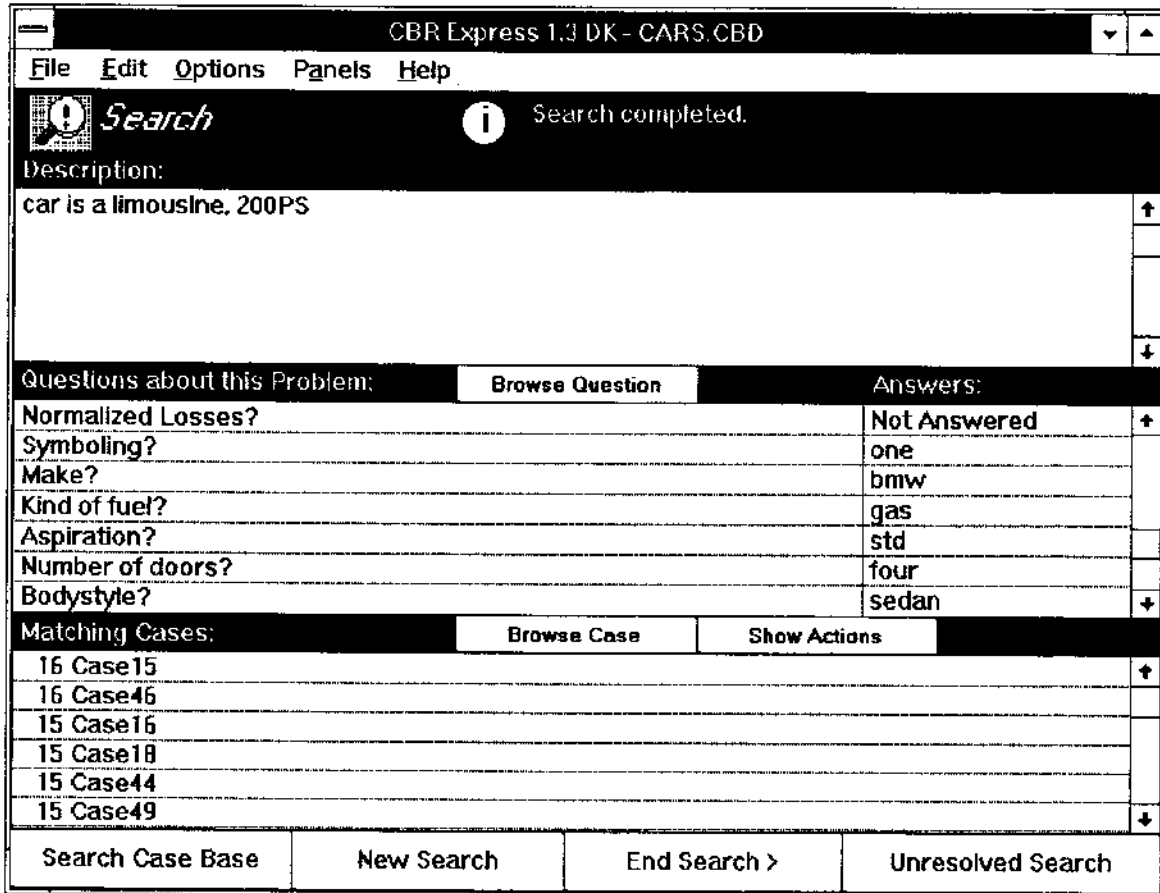 CBR Express 1.3 DK - CARS.CBD
File Edit Options Panels Help
Search
Search completed.
Description:
car is a limousine, 200PS
Questions about this Problem: Browse Question Answers:
Normalized Losses? Not Answered
Symboling? one
Make? bmw
Kind of fuel? gas
Aspiration? std
Number of doors? four
Bodystyle? sedan
Matching Cases: Browse Case Show Actions
16 Case15
16 Case46
15 Case16
15 Case18
15 Case44
15 Case49
Search Case Base New Search End Search > Unresolved Search